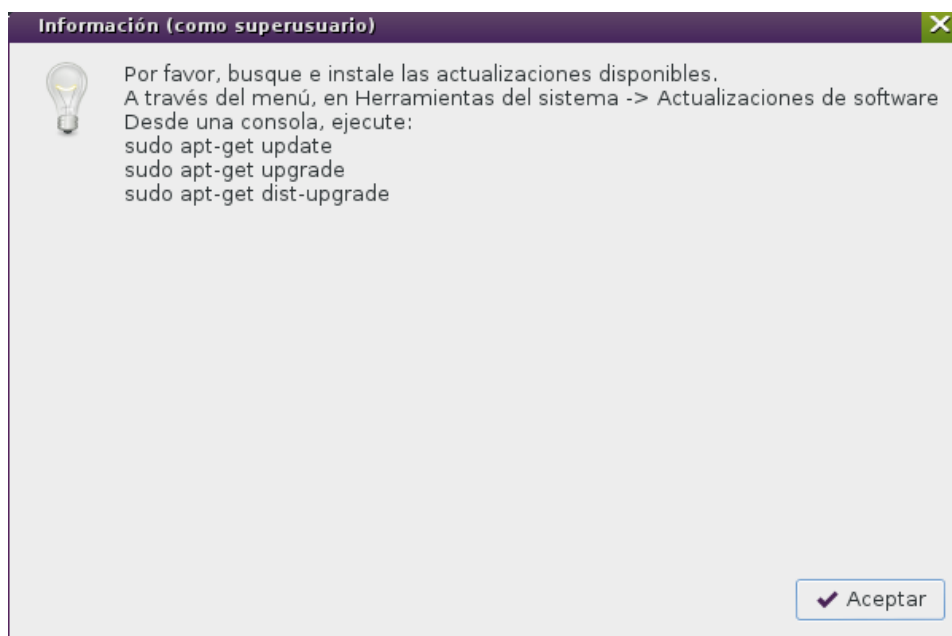 Información (como superusuario)
Por favor, busque e instale las actualizaciones disponibles.
A través del menú, en Herramientas del sistema -> Actualizaciones de software
Desde una consola, ejecute:
sudo apt-get update
sudo apt-get upgrade
sudo apt-get dist-upgrade
Aceptar